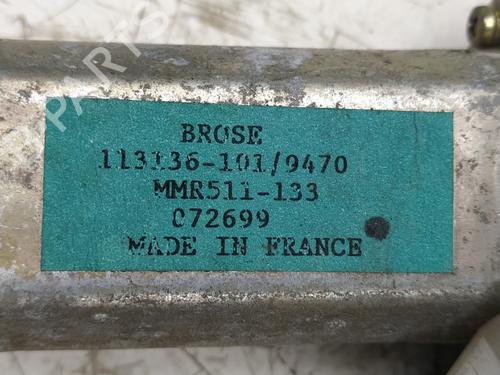 BROSE
113136-101/9470
MMR511-133
072699
MADE IN FRANCE